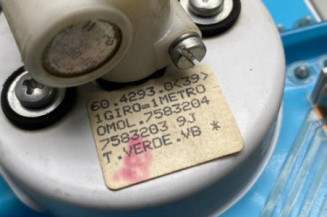 60.4293.0<39>
1GIRO=1METRO
OMOL.7583204
7583203 9J
T.VERDE.VB *